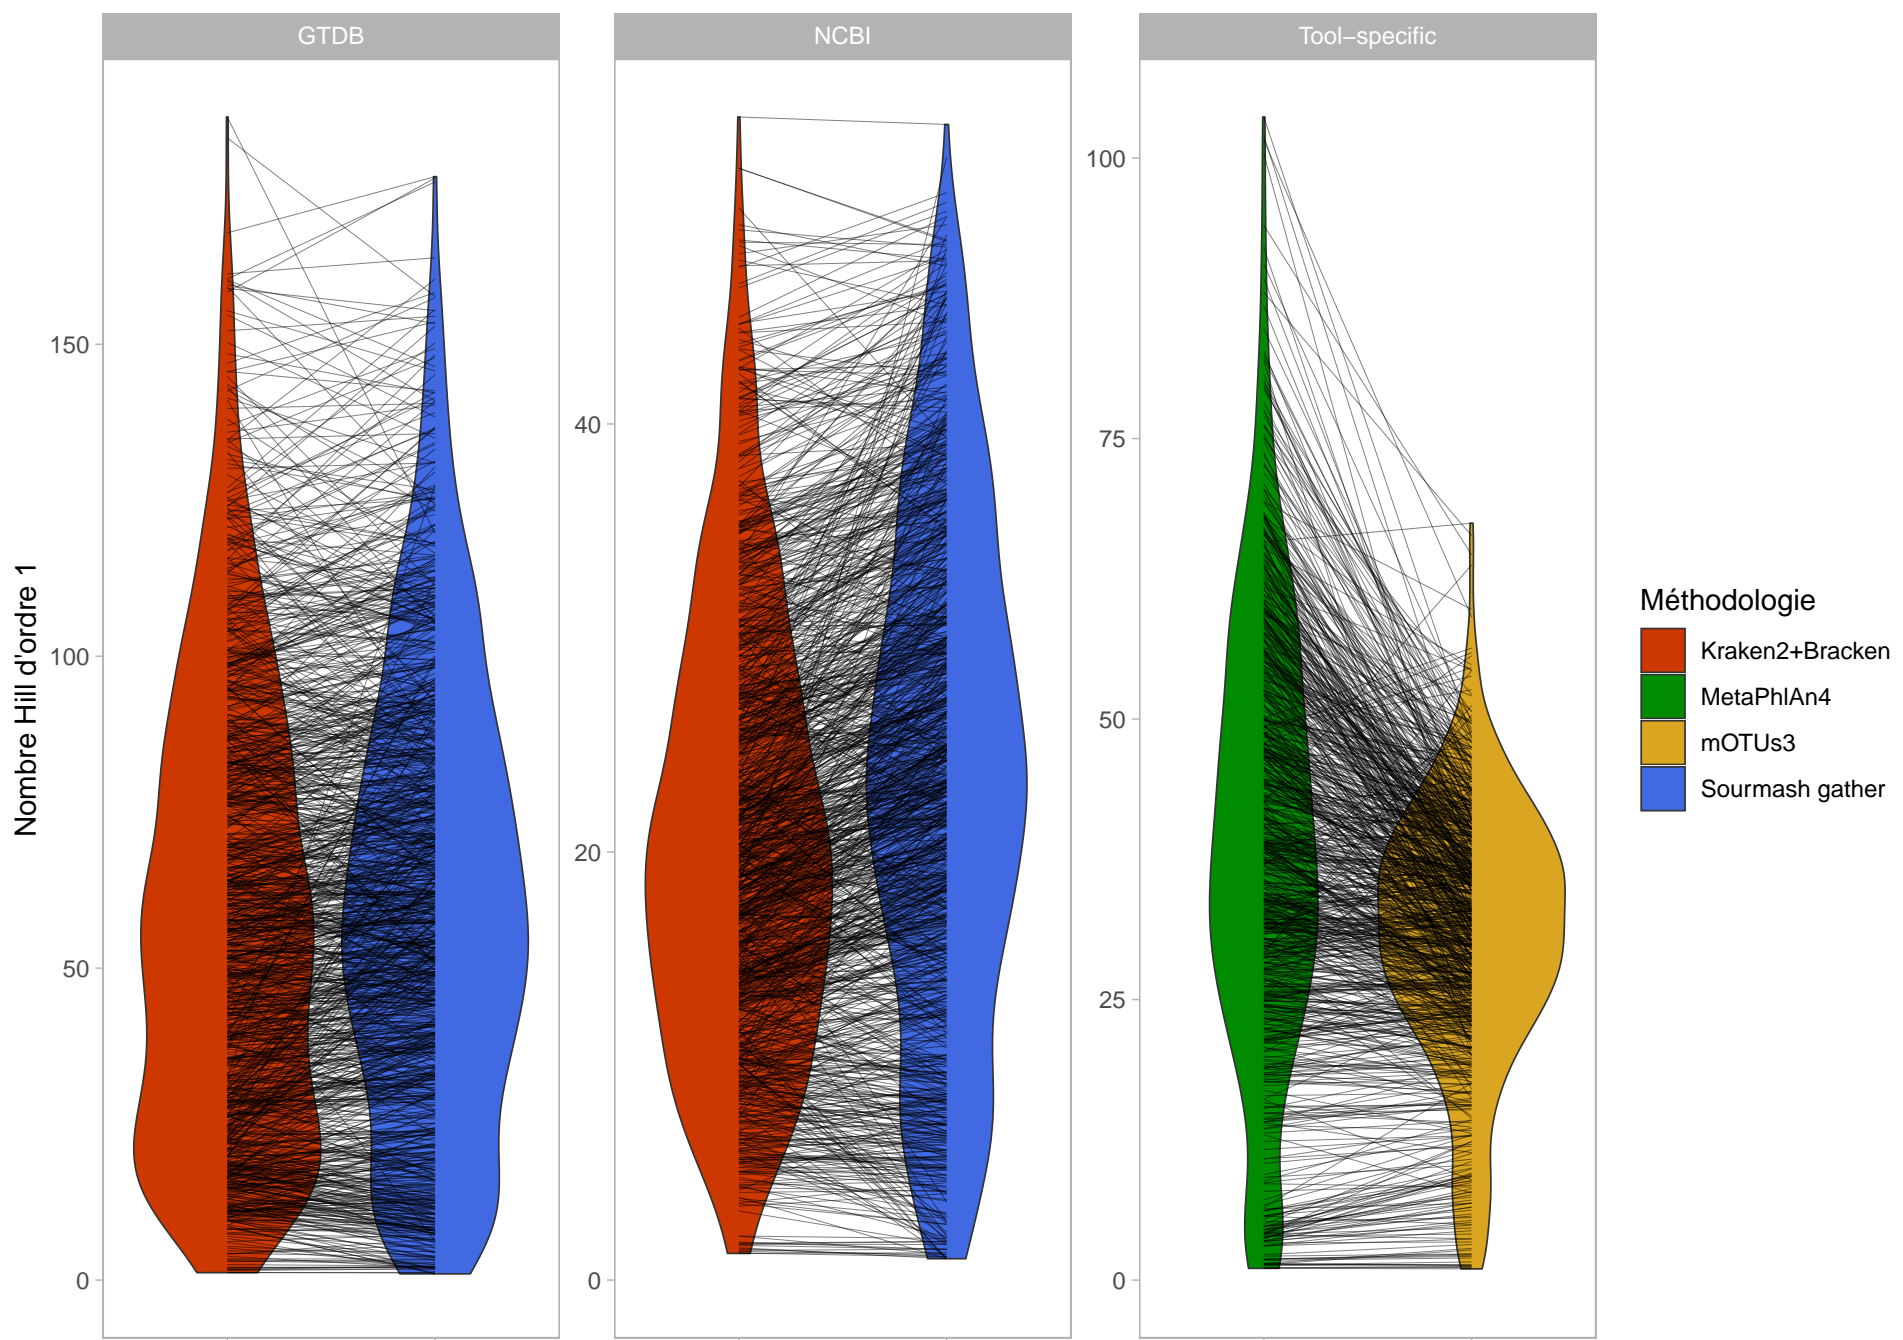 GTDB
NCBI
Tool−specific
Nombre Hill d'ordre 1
150
100
50
0
40
20
0
100
75
50
25
0
Méthodologie
Kraken2+Bracken
MetaPhlAn4
mOTUs3
Sourmash gather